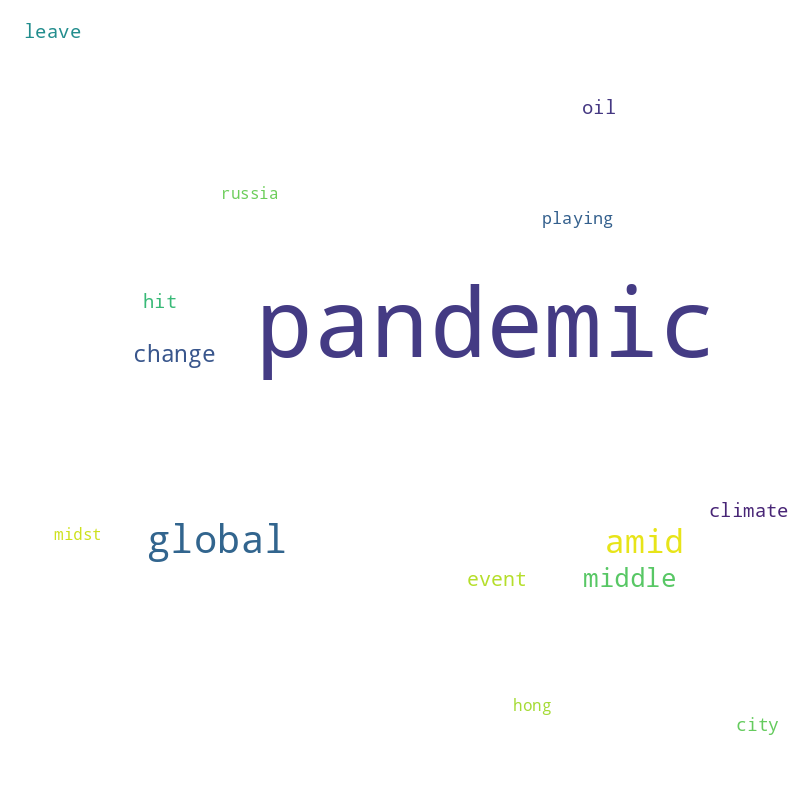 leave
oil
russia
playing
hit
pandemic
change
climate
midst
global
amid
event
middle
hong
city